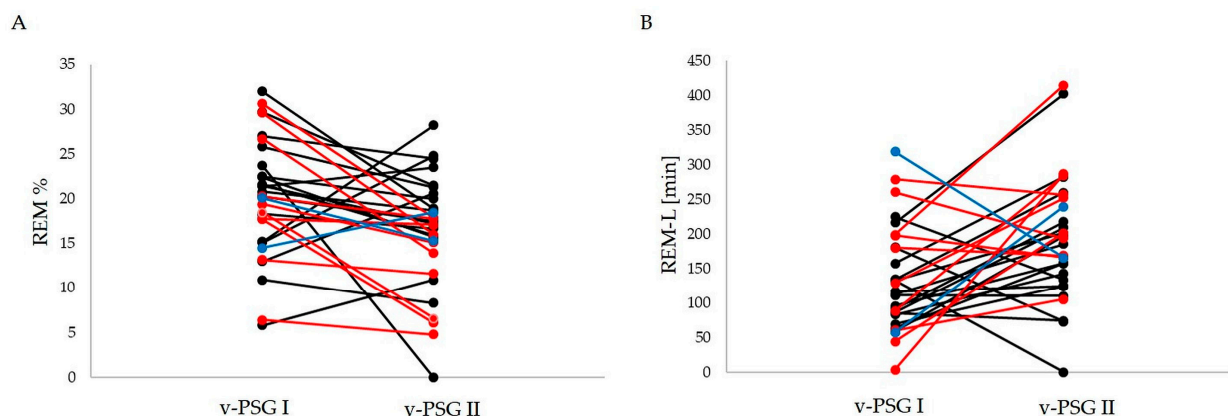 A
REM %
35
30
25
20
15
10
5
0
v-PSG I
v-PSG II
B
REM-L [min]
450
400
350
300
250
200
150
100
50
0
v-PSG I
v-PSG II